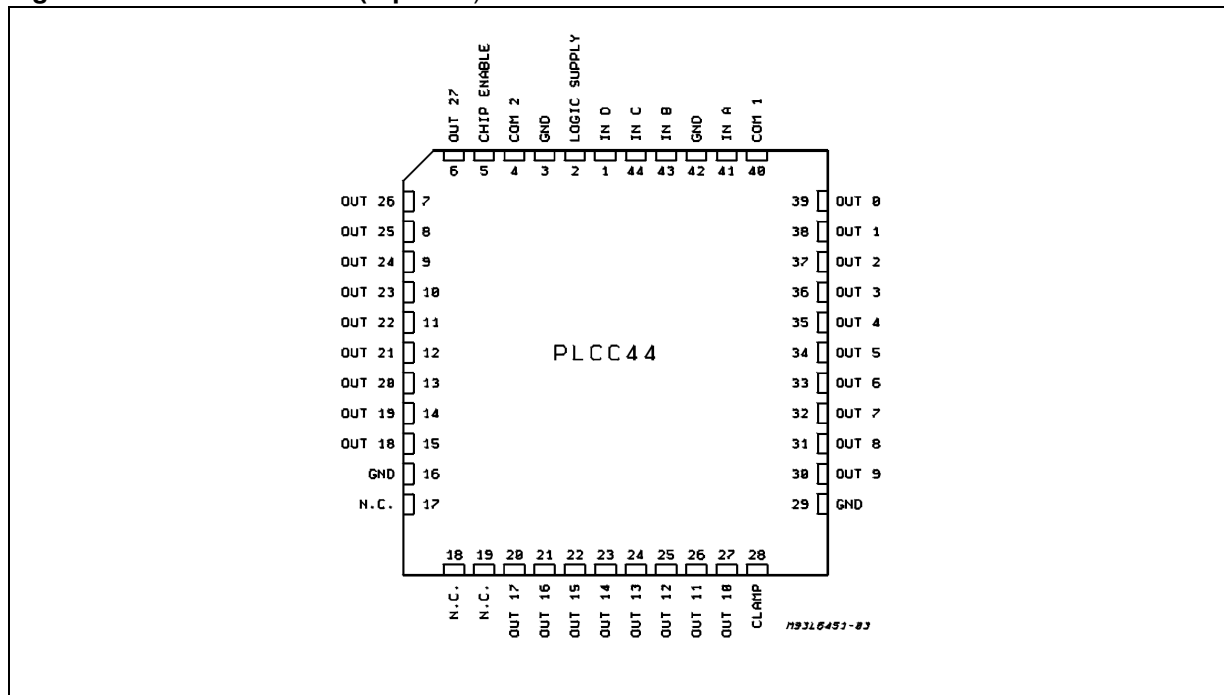 OUT 27
CHIP ENABLE
COM 2
GND
LOGIC SUPPLY
IN D
IN C
IN B
GND
IN A
COM 1
6 5 4 3 2 1 44 43 42 41 40
OUT 26 7 39 OUT 0
OUT 25 8 38 OUT 1
OUT 24 9 37 OUT 2
OUT 23 10 36 OUT 3
OUT 22 11 35 OUT 4
OUT 21 12 PLCC44 34 OUT 5
OUT 20 13 33 OUT 6
OUT 19 14 32 OUT 7
OUT 18 15 31 OUT 8
GND 16 30 OUT 9
N.C. 17 29 GND
18 19 20 21 22 23 24 25 26 27 28
N.C.
N.C.
OUT 17
OUT 16
OUT 15
OUT 14
OUT 13
OUT 12
OUT 11
OUT 10
CLAMP
M93L6451-03